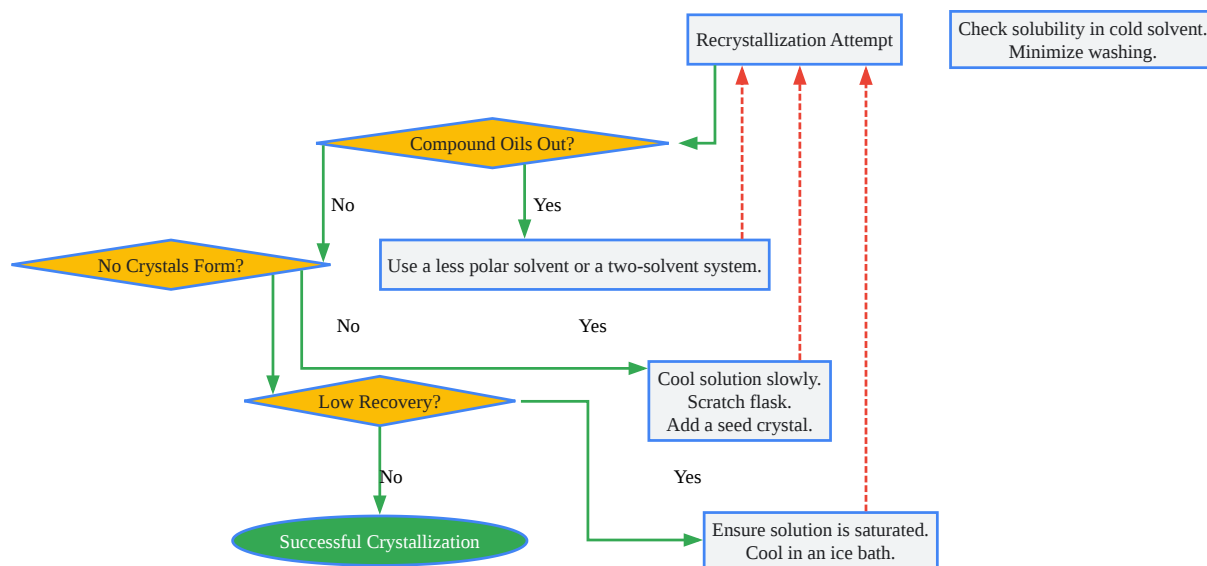 Recrystallization Attempt
Check solubility in cold solvent.
Minimize washing.
Compound Oils Out?
No
Yes
No Crystals Form?
Use a less polar solvent or a two-solvent system.
No
Yes
Cool solution slowly.
Scratch flask.
Add a seed crystal.
Low Recovery?
No
Yes
Successful Crystallization
Ensure solution is saturated.
Cool in an ice bath.